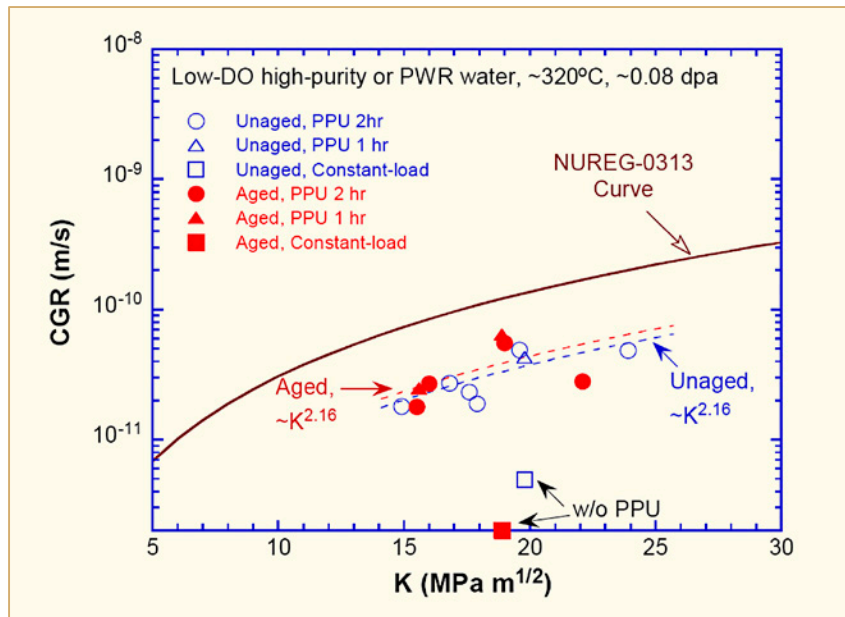 Low-DO high-purity or PWR water, ~320ºC, ~0.08 dpa
Unaged, PPU 2hr
Unaged, PPU 1 hr
Unaged, Constant-load
Aged, PPU 2 hr
Aged, PPU 1 hr
Aged, Constant-load
NUREG-0313
Curve
Aged,
~K^2.16
Unaged,
~K^2.16
w/o PPU
CGR (m/s)
10^-8
10^-9
10^-10
10^-11
5 10 15 20 25 30
K (MPa m^1/2)